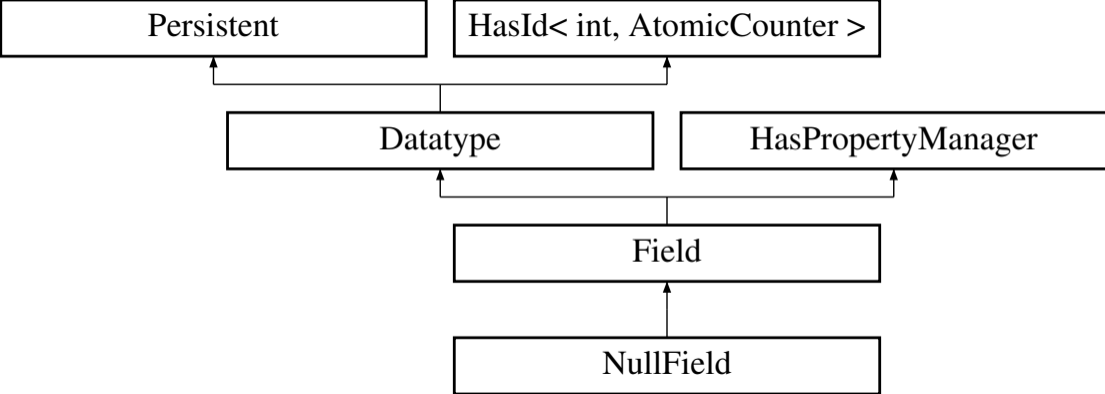 Persistent
HasId< int, AtomicCounter >
Datatype
HasPropertyManager
Field
NullField